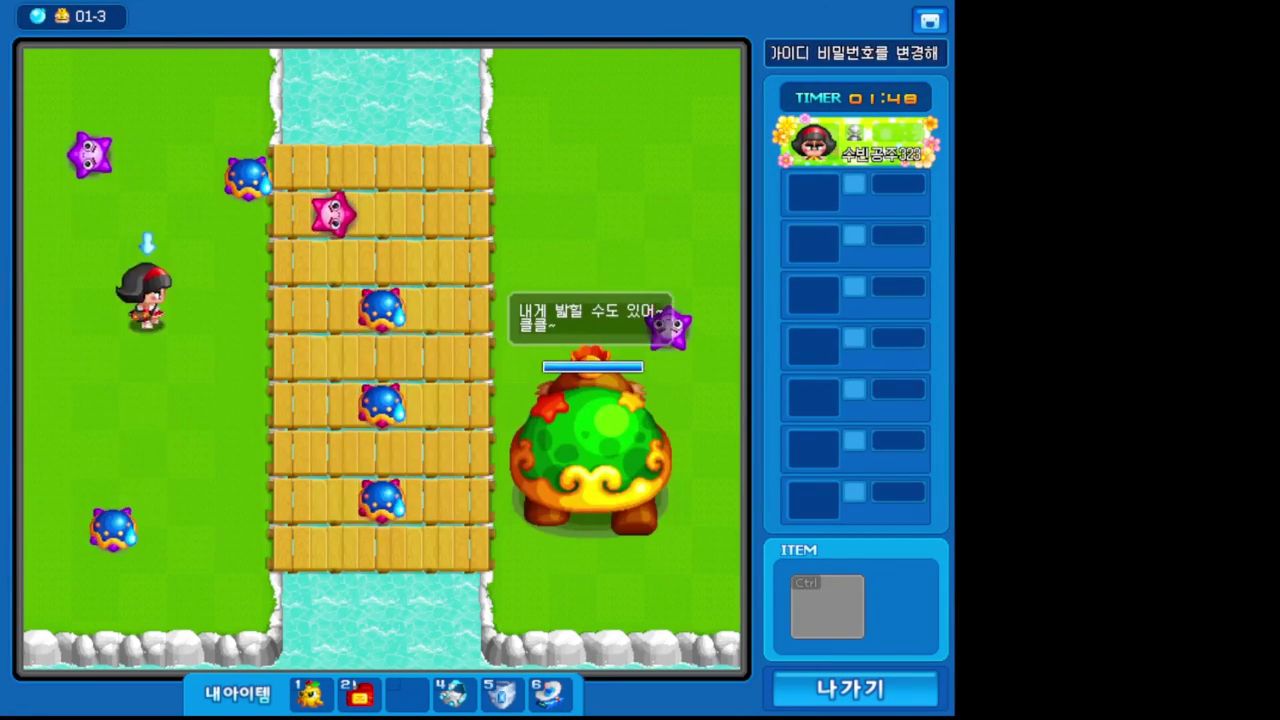 01-3
가이디 비밀번호를 변경해
TIMER 01:48
수빈공주323
내게 밟힐 수도 있어~
클클~
ITEM
Ctrl
내 아이템
1
2
4
5
6
나가기